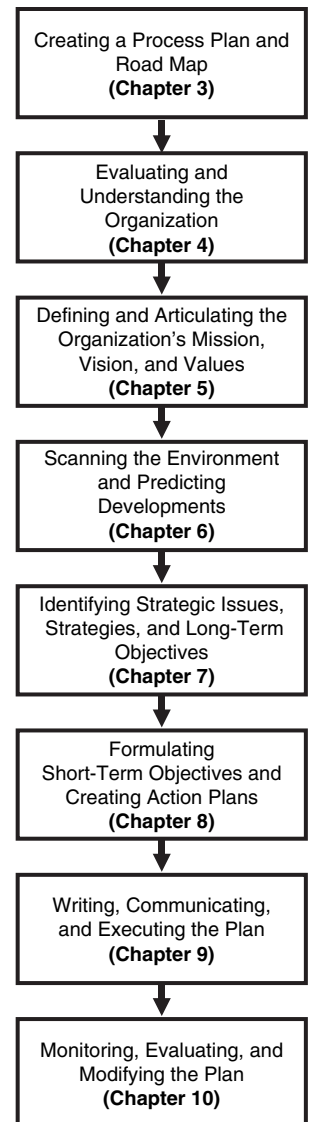 Creating a Process Plan and
Road Map
(Chapter 3)
Evaluating and
Understanding the
Organization
(Chapter 4)
Defining and Articulating the
Organization's Mission,
Vision, and Values
(Chapter 5)
Scanning the Environment
and Predicting
Developments
(Chapter 6)
Identifying Strategic Issues,
Strategies, and Long-Term
Objectives
(Chapter 7)
Formulating
Short-Term Objectives and
Creating Action Plans
(Chapter 8)
Writing, Communicating,
and Executing the Plan
(Chapter 9)
Monitoring, Evaluating, and
Modifying the Plan
(Chapter 10)